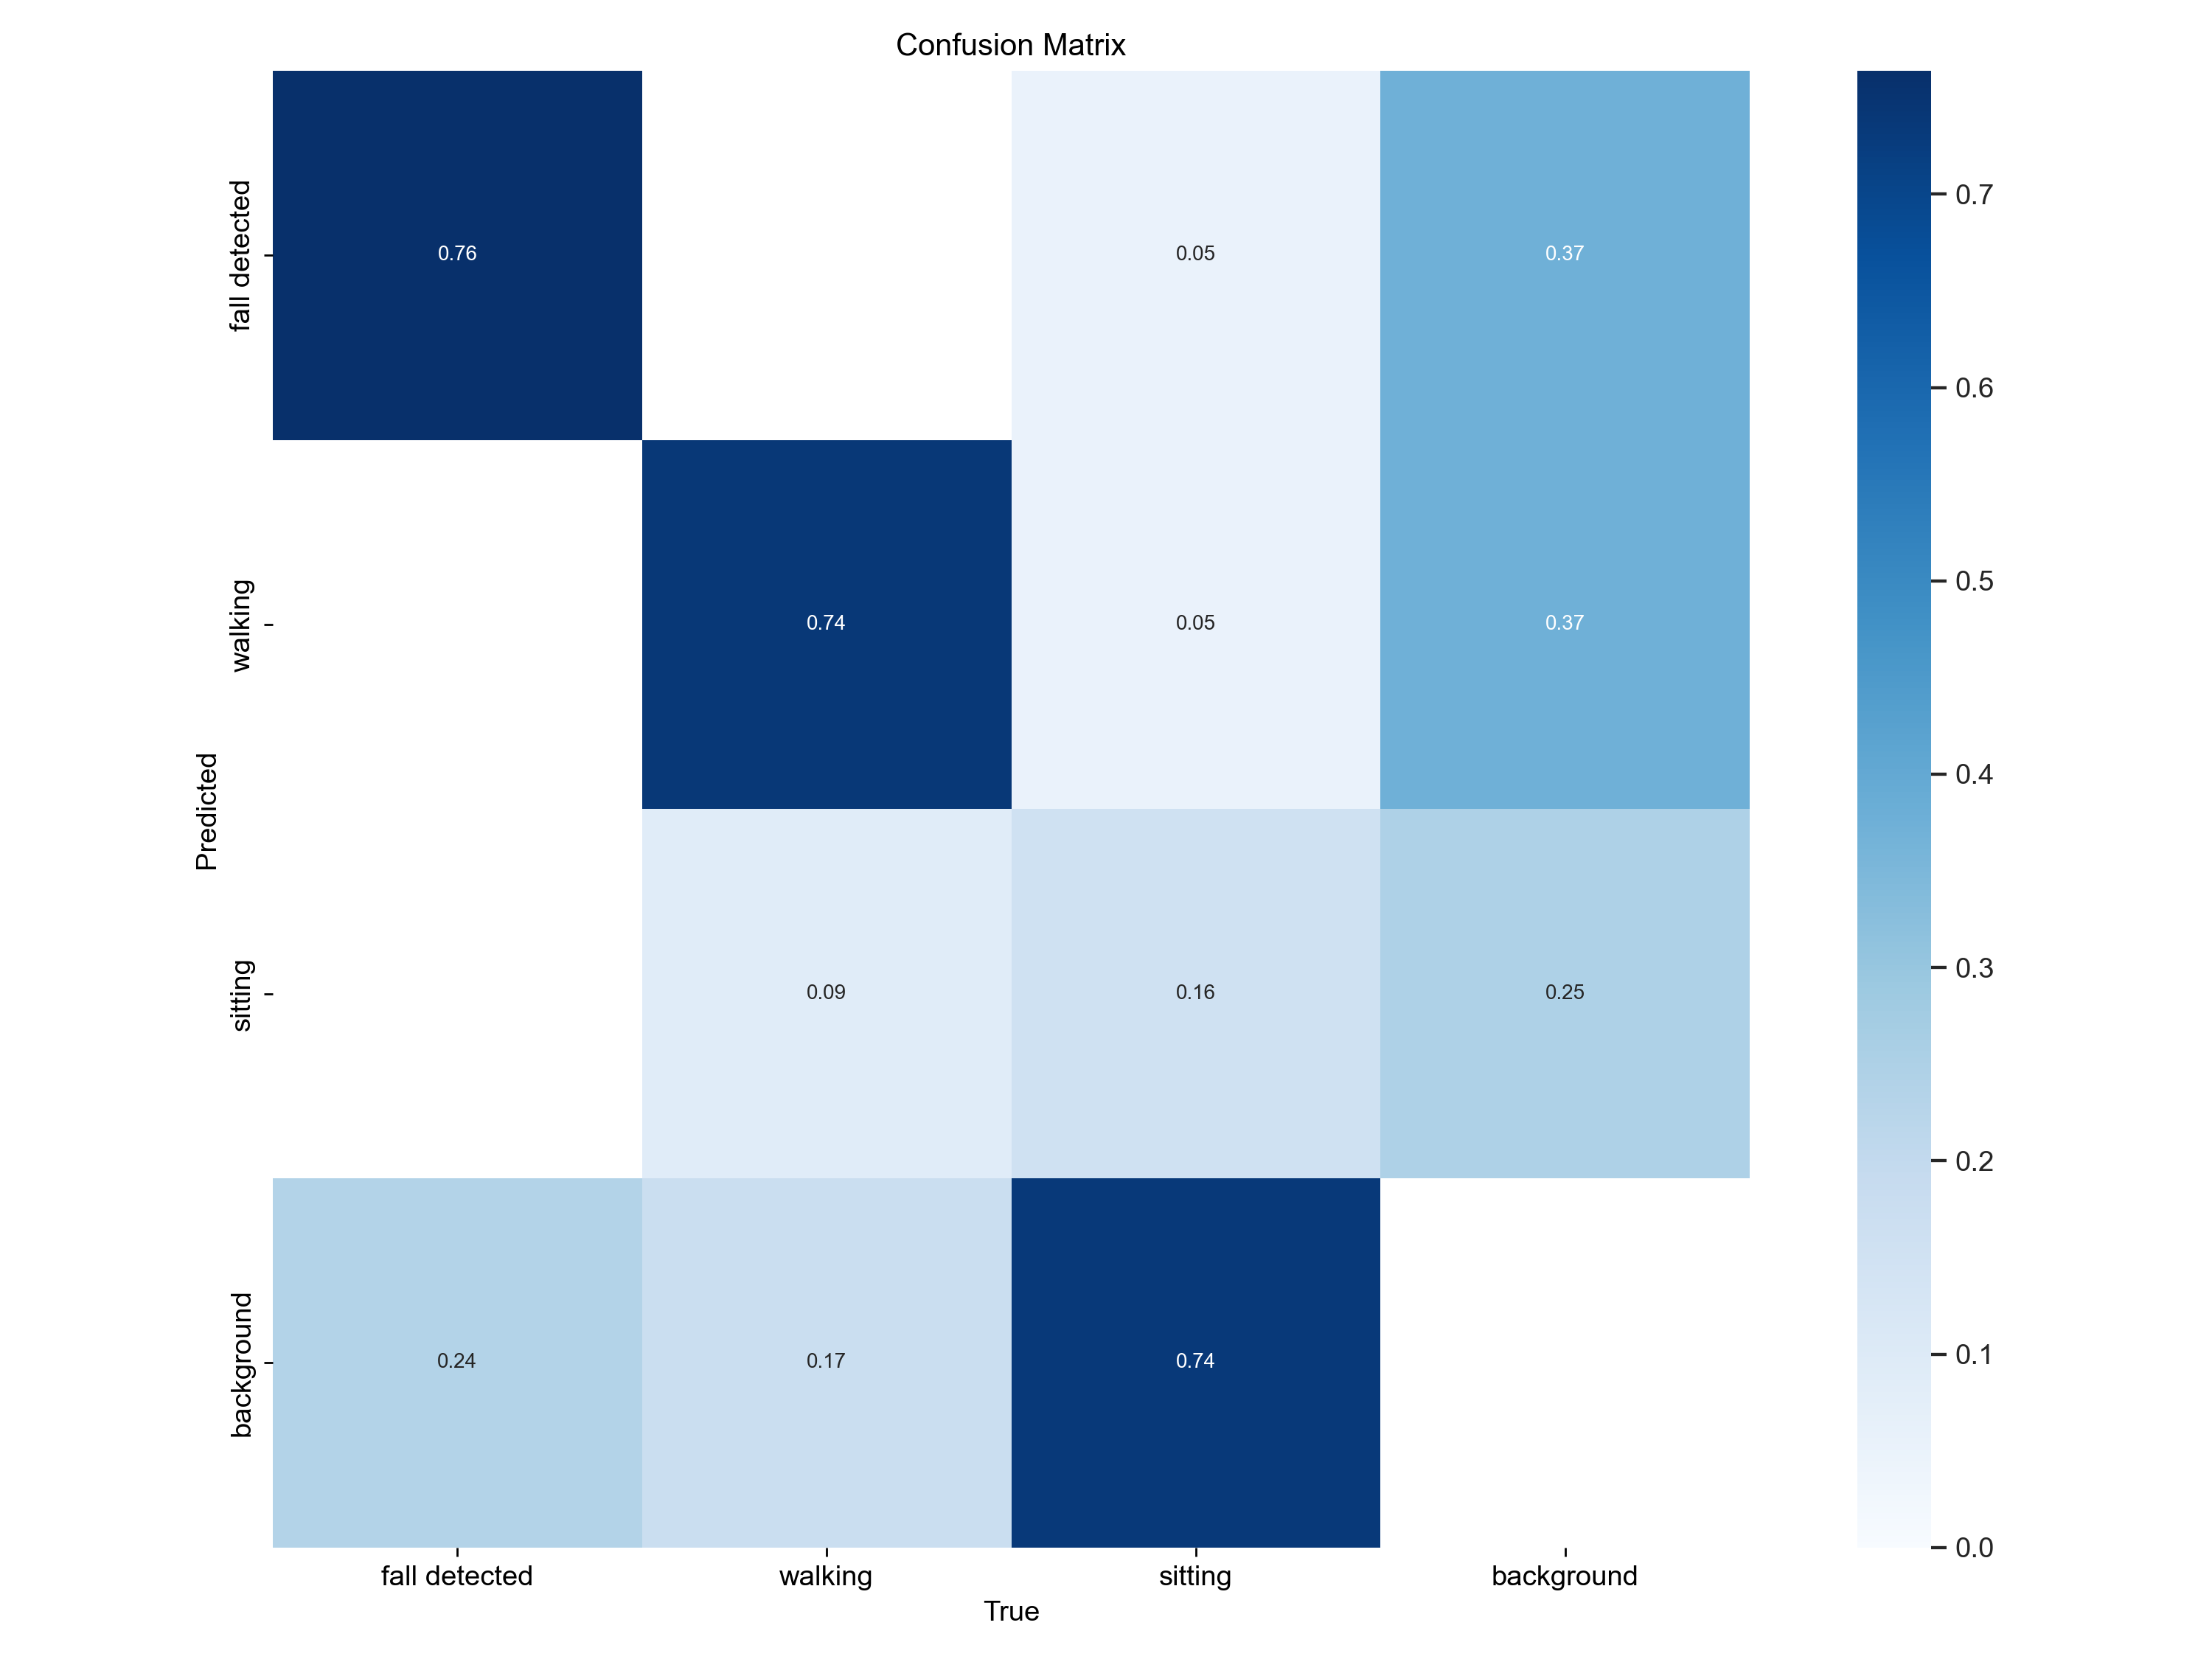 Confusion Matrix
fall detected
walking
sitting
background
Predicted
0.76
0.05
0.37
0.74
0.05
0.37
0.09
0.16
0.25
0.24
0.17
0.74
fall detected
walking
sitting
background
True
0.7
0.6
0.5
0.4
0.3
0.2
0.1
0.0